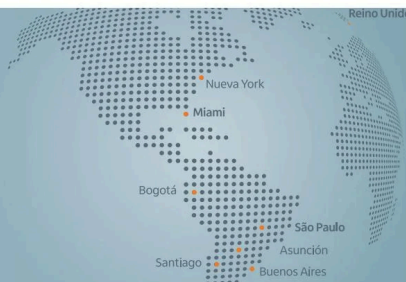 Reino Unido
Nueva York
Miami
Bogotá
São Paulo
Asunción
Santiago
Buenos Aires